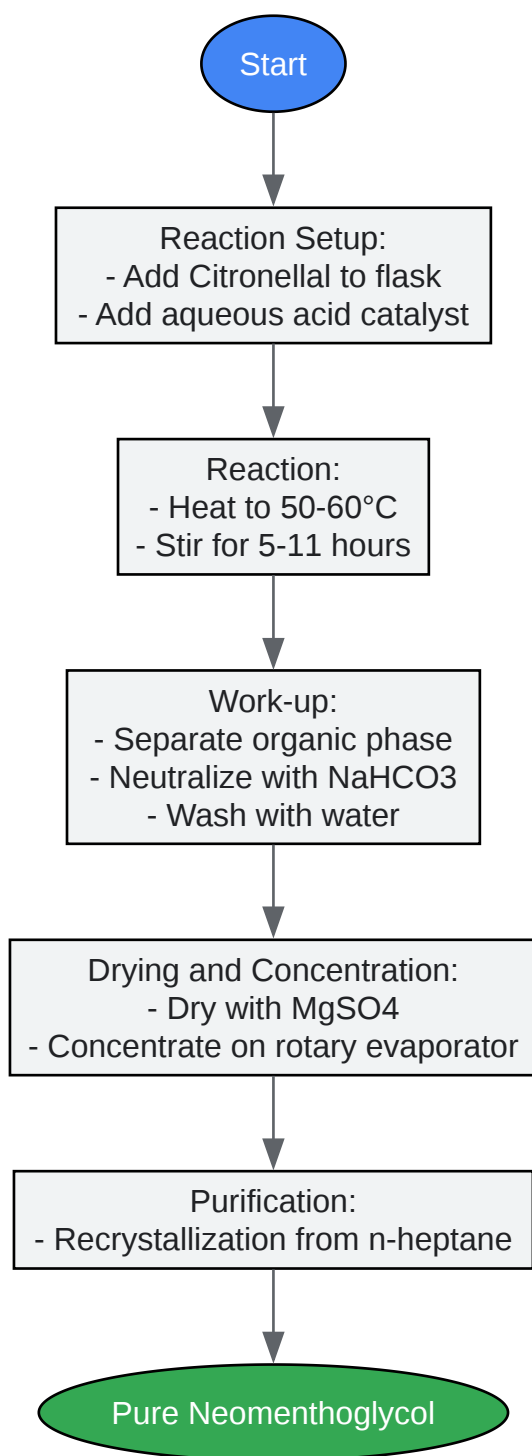 Start
Reaction Setup:
- Add Citronellal to flask
- Add aqueous acid catalyst
Reaction:
- Heat to 50-60°C
- Stir for 5-11 hours
Work-up:
- Separate organic phase
- Neutralize with NaHCO3
- Wash with water
Drying and Concentration:
- Dry with MgSO4
- Concentrate on rotary evaporator
Purification:
- Recrystallization from n-heptane
Pure Neomenthoglycol